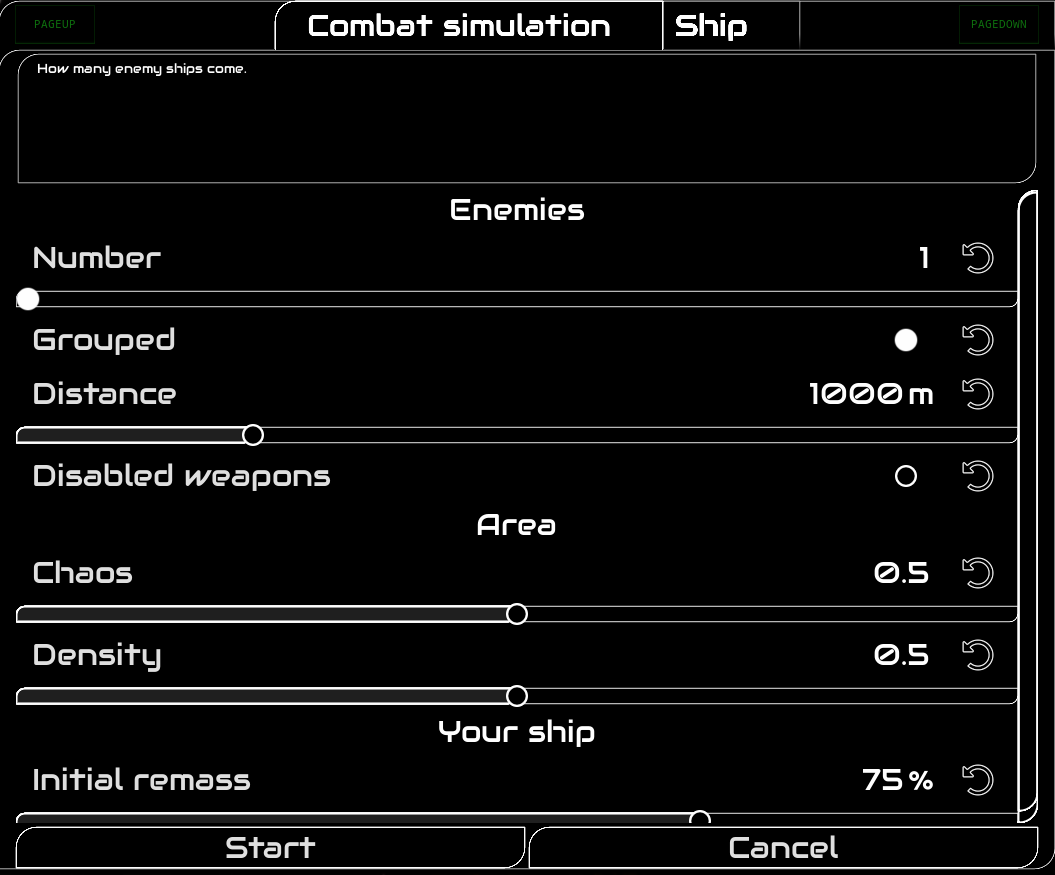 PAGEUP
Combat simulation
Ship
PAGEDOWN
How many enemy ships come.
Enemies
Number 1
Grouped
Distance 1000 m
Disabled weapons
Area
Chaos 0.5
Density 0.5
Your ship
Initial remass 75 %
Start
Cancel